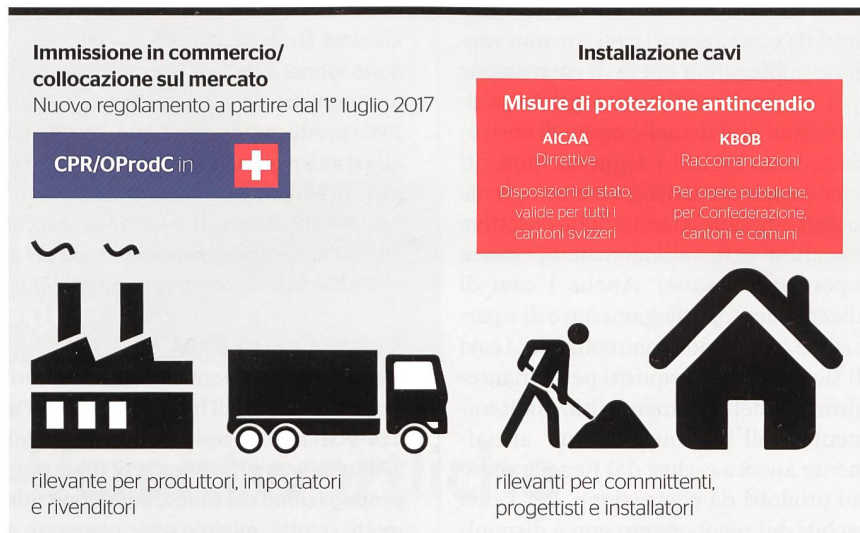 Immissione in commercio/
collocazione sul mercato
Nuovo regolamento a partire dal 1° luglio 2017
CPR/OProdC in
rilevante per produttori, importatori
e rivenditori
Installazione cavi
Misure di protezione antincendio
AICAA
Dirrettive
Disposizioni di stato,
valide per tutti i
cantoni svizzeri
KBOB
Raccomandazioni
Per opere pubbliche,
per Confederazione,
cantoni e comuni
rilevanti per committenti,
progettisti e installatori